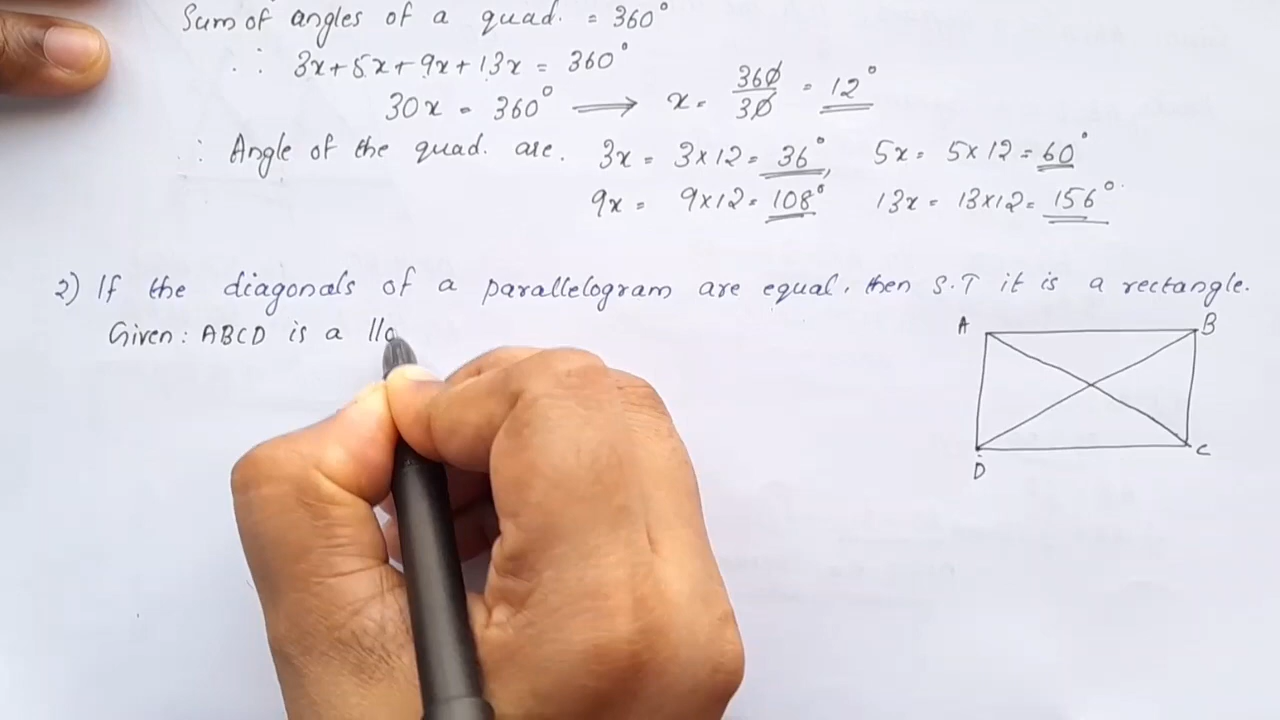 Sum of angles of a quad. = 360°
∴ 3x+5x+9x+13x = 360°
30x = 360° ⟶ x = 360/30 = 12°
∴ Angle of the quad. are. 3x = 3×12 = 36°, 5x = 5×12 = 60°
9x = 9×12 = 108° 13x = 13×12 = 156°
2) If the diagonals of a parallelogram are equal, then S.T it is a rectangle.
Given: ABCD is a ||g
A B
D C